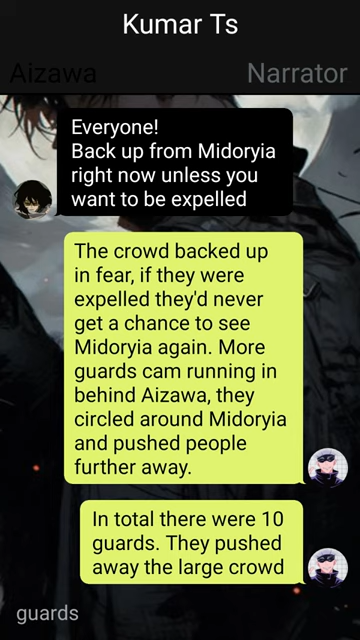 Kumar Ts
Aizawa
Narrator
Everyone!
Back up from Midoryia
right now unless you
want to be expelled
The crowd backed up
in fear, if they were
expelled they'd never
get a chance to see
Midoryia again. More
guards cam running in
behind Aizawa, they
circled around Midoryia
and pushed people
further away.
In total there were 10
guards. They pushed
away the large crowd
guards